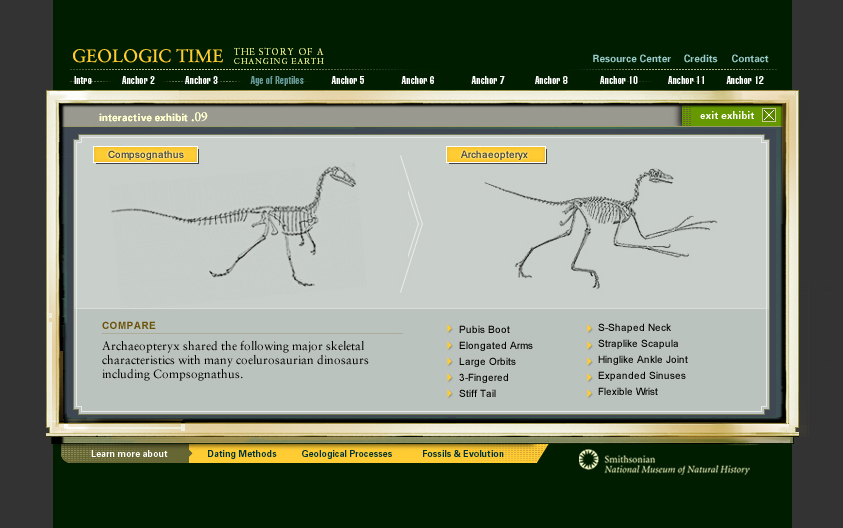 GEOLOGIC TIME
THE STORY OF A
CHANGING EARTH
Resource Center Credits Contact
Intro Anchor 2 Anchor 3 Age of Reptiles Anchor 5 Anchor 6 Anchor 7 Anchor 8 Anchor 10 Anchor 11 Anchor 12
interactive exhibit .09
exit exhibit
Compsognathus
Archaeopteryx
COMPARE
Archaeopteryx shared the following major skeletal
characteristics with many coelurosaurian dinosaurs
including Compsognathus.
Pubis Boot
Elongated Arms
Large Orbits
3-Fingered
Stiff Tail
S-Shaped Neck
Straplike Scapula
Hinglike Ankle Joint
Expanded Sinuses
Flexible Wrist
Learn more about Dating Methods Geological Processes Fossils & Evolution
Smithsonian
National Museum of Natural History